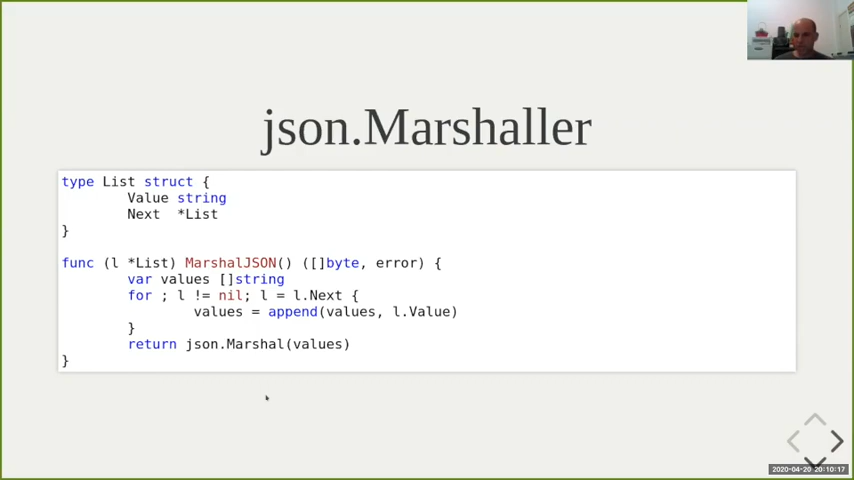 json.Marshaller
type List struct {
Value string
Next *List
}
func (l *List) MarshalJSON() ([]byte, error) {
var values []string
for ; l != nil; l = l.Next {
values = append(values, l.Value)
}
return json.Marshal(values)
}
2020-04-20 20:10:17